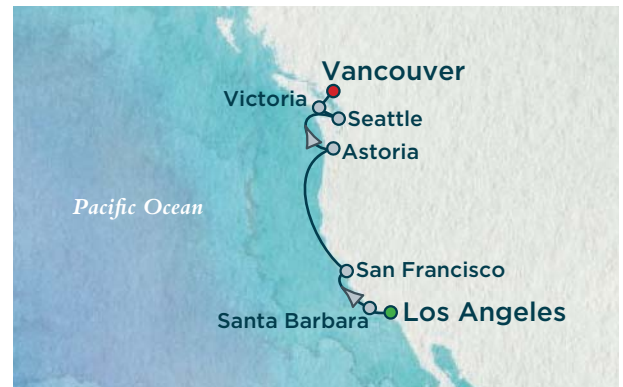 Vancouver
Victoria
Seattle
Astoria
Pacific Ocean
San Francisco
Santa Barbara
Los Angeles